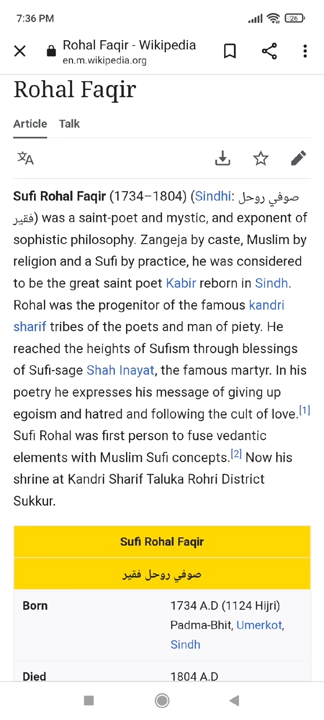 7:36 PM
26
Rohal Faqir - Wikipedia
en.m.wikipedia.org
Rohal Faqir
Article Talk
Sufi Rohal Faqir (1734–1804) (Sindhi: صوفي روحل
فقير) was a saint-poet and mystic, and exponent of
sophistic philosophy. Zangeja by caste, Muslim by
religion and a Sufi by practice, he was considered
to be the great saint poet Kabir reborn in Sindh.
Rohal was the progenitor of the famous kandri
sharif tribes of the poets and man of piety. He
reached the heights of Sufism through blessings
of Sufi-sage Shah Inayat, the famous martyr. In his
poetry he expresses his message of giving up
egoism and hatred and following the cult of love.[1]
Sufi Rohal was first person to fuse vedantic
elements with Muslim Sufi concepts.[2] Now his
shrine at Kandri Sharif Taluka Rohri District
Sukkur.
Sufi Rohal Faqir
صوفي روحل فقير
Born 1734 A.D (1124 Hijri)
Padma-Bhit, Umerkot,
Sindh
Died 1804 A.D